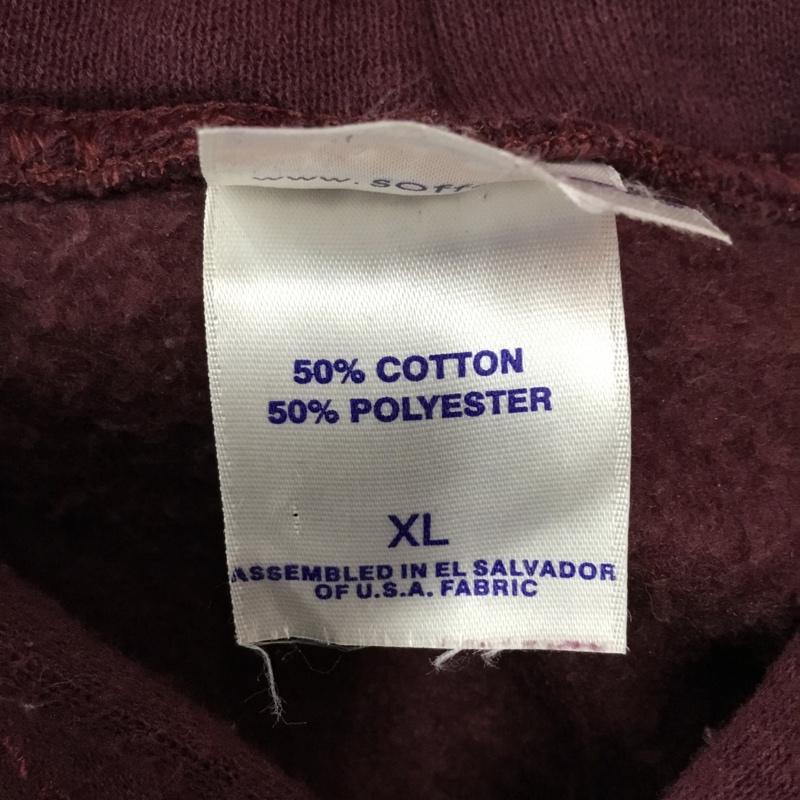 50% COTTON
50% POLYESTER
XL
ASSEMBLED IN EL SALVADOR
OF U.S.A. FABRIC